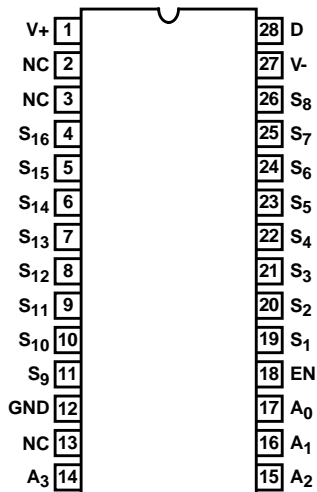 V+ 1 28 D
NC 2 27 V-
NC 3 26 S8
S16 4 25 S7
S15 5 24 S6
S14 6 23 S5
S13 7 22 S4
S12 8 21 S3
S11 9 20 S2
S10 10 19 S1
S9 11 18 EN
GND 12 17 A0
NC 13 16 A1
A3 14 15 A2